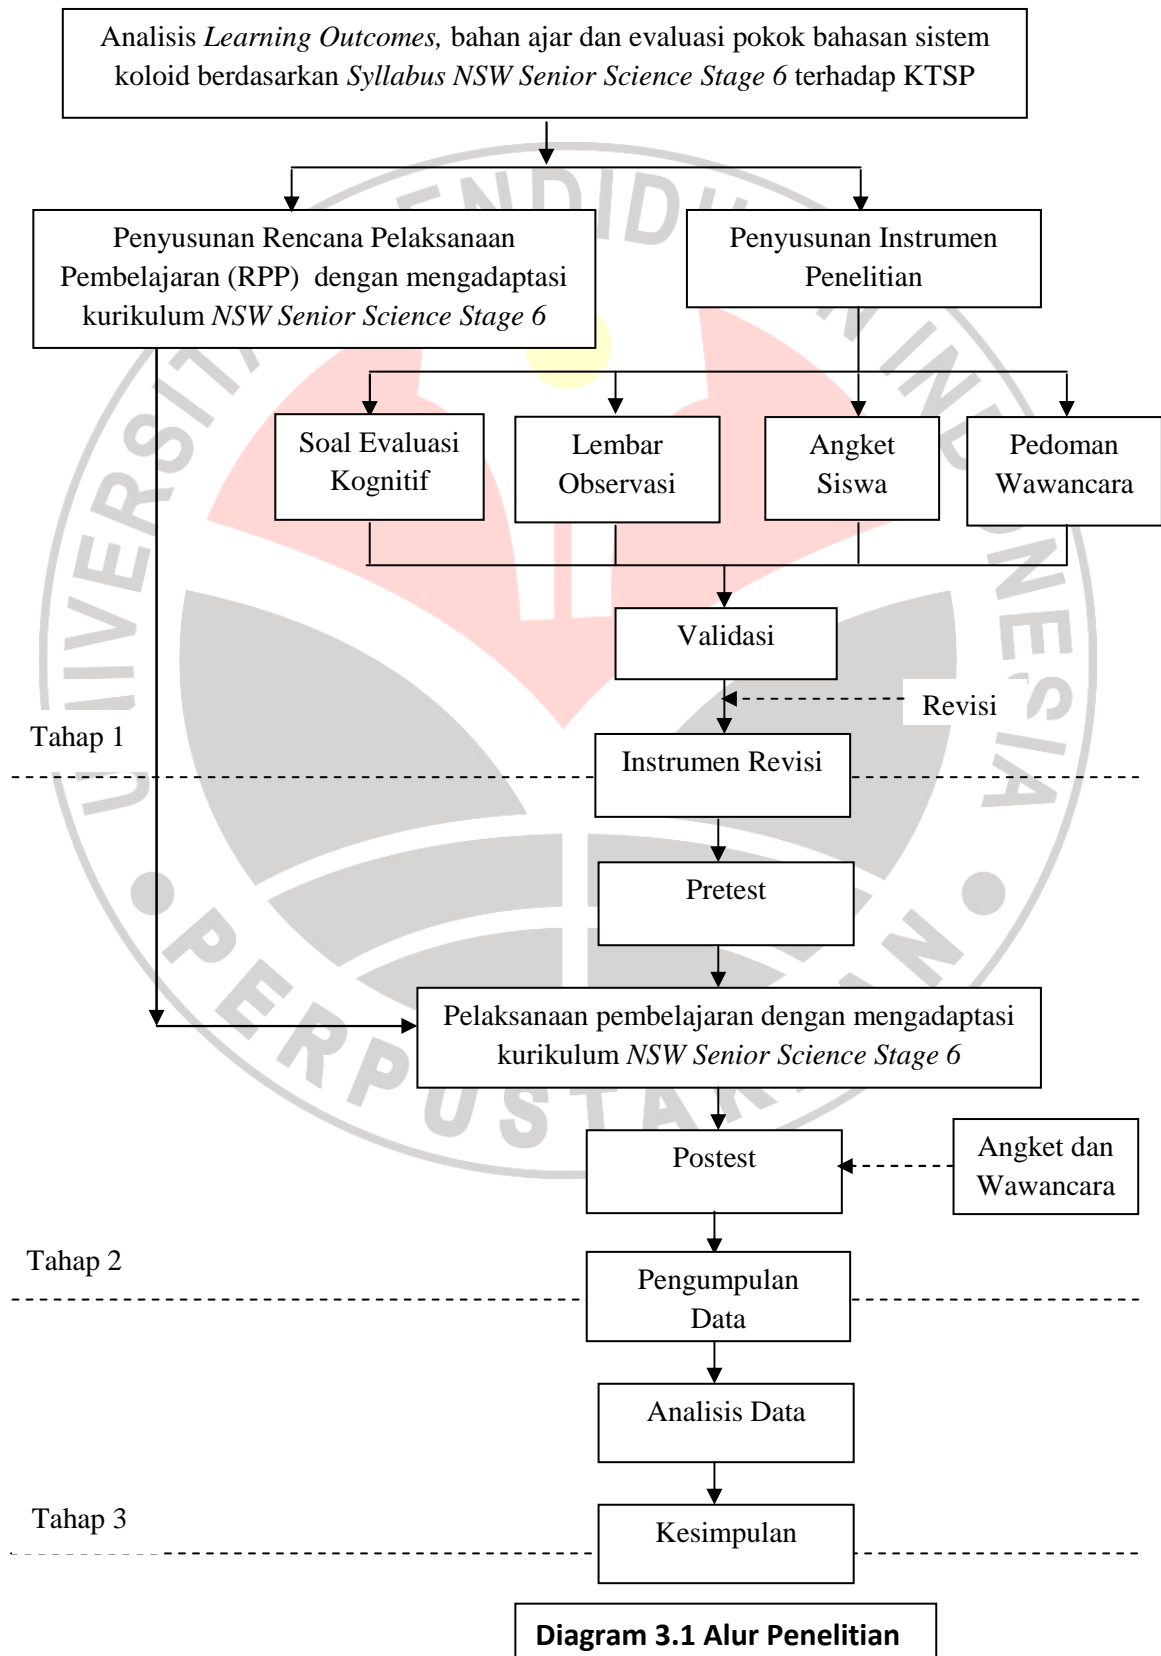 Analisis Learning Outcomes, bahan ajar dan evaluasi pokok bahasan sistem
koloid berdasarkan Syllabus NSW Senior Science Stage 6 terhadap KTSP
Penyusunan Rencana Pelaksanaan
Pembelajaran (RPP) dengan mengadaptasi
kurikulum NSW Senior Science Stage 6
Penyusunan Instrumen
Penelitian
Soal Evaluasi
Kognitif
Lembar
Observasi
Angket
Siswa
Pedoman
Wawancara
Validasi
Revisi
Tahap 1
Instrumen Revisi
Pretest
Pelaksanaan pembelajaran dengan mengadaptasi
kurikulum NSW Senior Science Stage 6
Postest
Angket dan
Wawancara
Tahap 2
Pengumpulan
Data
Analisis Data
Tahap 3
Kesimpulan
Diagram 3.1 Alur Penelitian
PERPUSTAKAAN